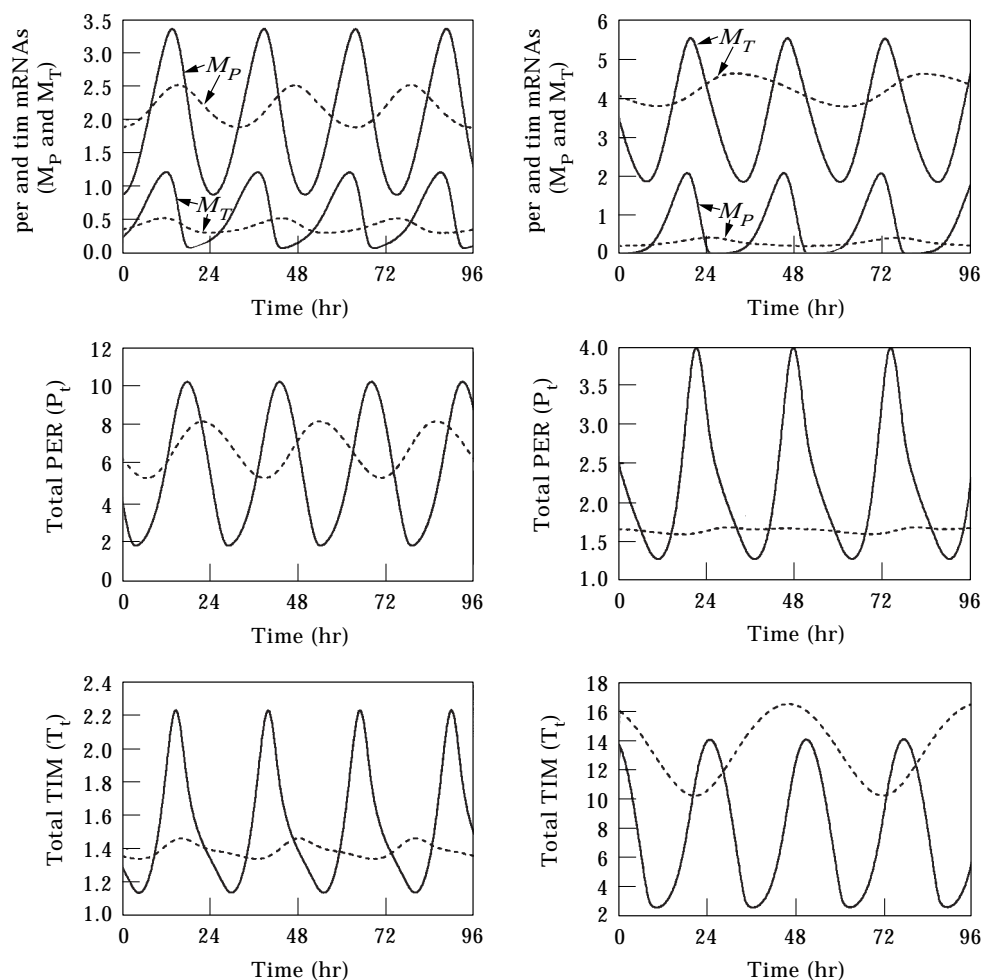 per and tim mRNAs
(M_P and M_T)
3.5
3.0
2.5
2.0
1.5
1.0
0.5
0.0
M_P
M_T
0 24 48 72 96
Time (hr)
per and tim mRNAs
(M_P and M_T)
6
5
4
3
2
1
0
M_T
M_P
0 24 48 72 96
Time (hr)
Total PER (P_t)
12
10
8
6
4
2
0
0 24 48 72 96
Time (hr)
Total PER (P_t)
4.0
3.5
3.0
2.5
2.0
1.5
1.0
0 24 48 72 96
Time (hr)
Total TIM (T_t)
2.4
2.2
2.0
1.8
1.6
1.4
1.2
1.0
0 24 48 72 96
Time (hr)
Total TIM (T_t)
18
16
14
12
10
8
6
4
2
0 24 48 72 96
Time (hr)